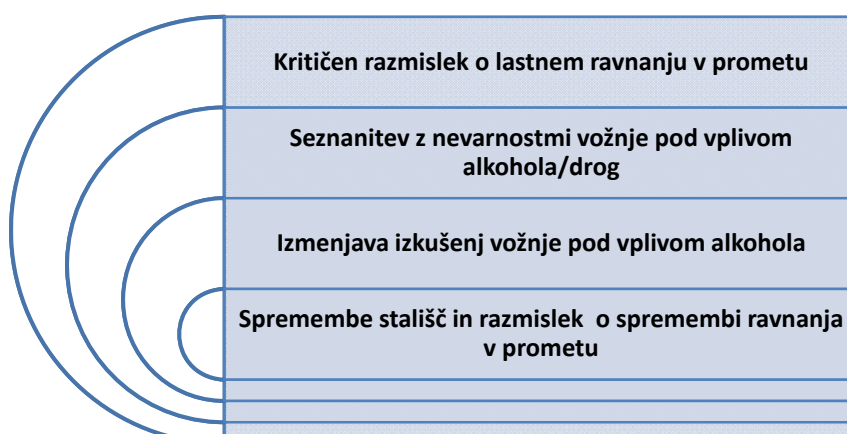 Kritičen razmislek o lastnem ravnanju v prometu
Seznanitev z nevarnostmi vožnje pod vplivom
alkohola/drog
Izmenjava izkušenj vožnje pod vplivom alkohola
Spremembe stališč in razmislek o spremembi ravnanja
v prometu